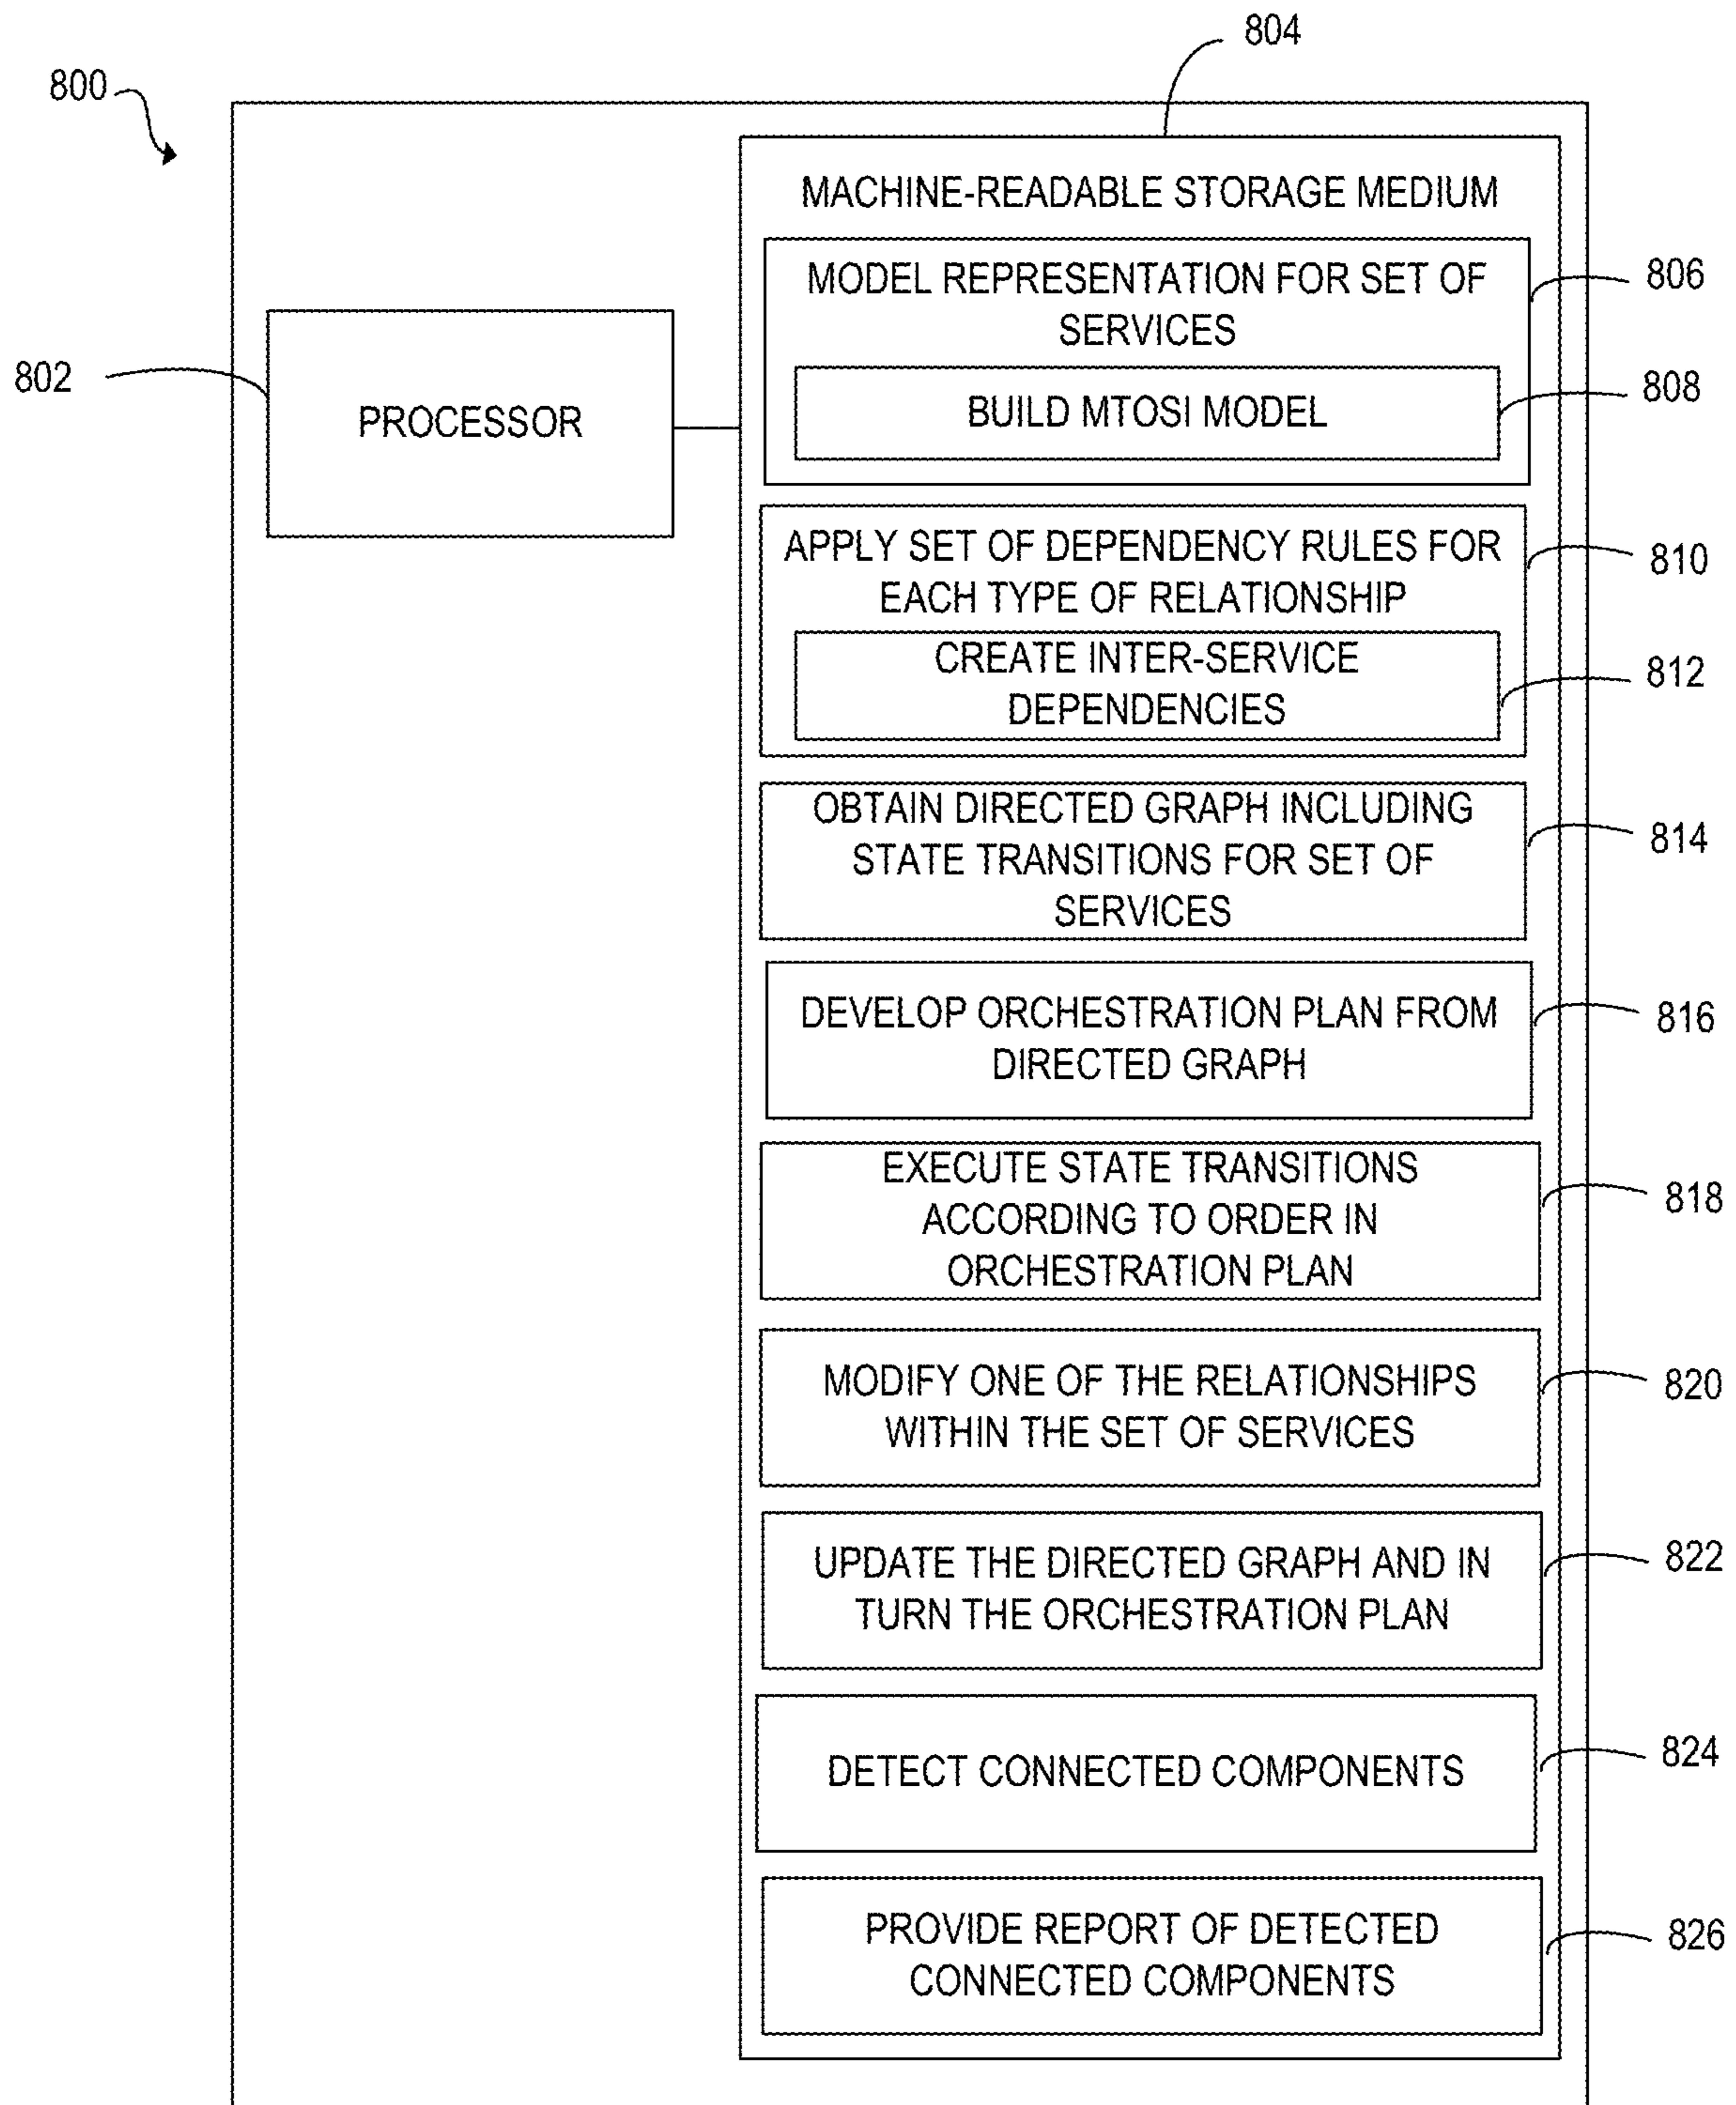 804
800
MACHINE-READABLE STORAGE MEDIUM
MODEL REPRESENTATION FOR SET OF
SERVICES
806
BUILD MTOSI MODEL
808
802
PROCESSOR
APPLY SET OF DEPENDENCY RULES FOR
EACH TYPE OF RELATIONSHIP
810
CREATE INTER-SERVICE
DEPENDENCIES
812
OBTAIN DIRECTED GRAPH INCLUDING
STATE TRANSITIONS FOR SET OF
SERVICES
814
DEVELOP ORCHESTRATION PLAN FROM
DIRECTED GRAPH
816
EXECUTE STATE TRANSITIONS
ACCORDING TO ORDER IN
ORCHESTRATION PLAN
818
MODIFY ONE OF THE RELATIONSHIPS
WITHIN THE SET OF SERVICES
820
UPDATE THE DIRECTED GRAPH AND IN
TURN THE ORCHESTRATION PLAN
822
DETECT CONNECTED COMPONENTS
824
PROVIDE REPORT OF DETECTED
CONNECTED COMPONENTS
826